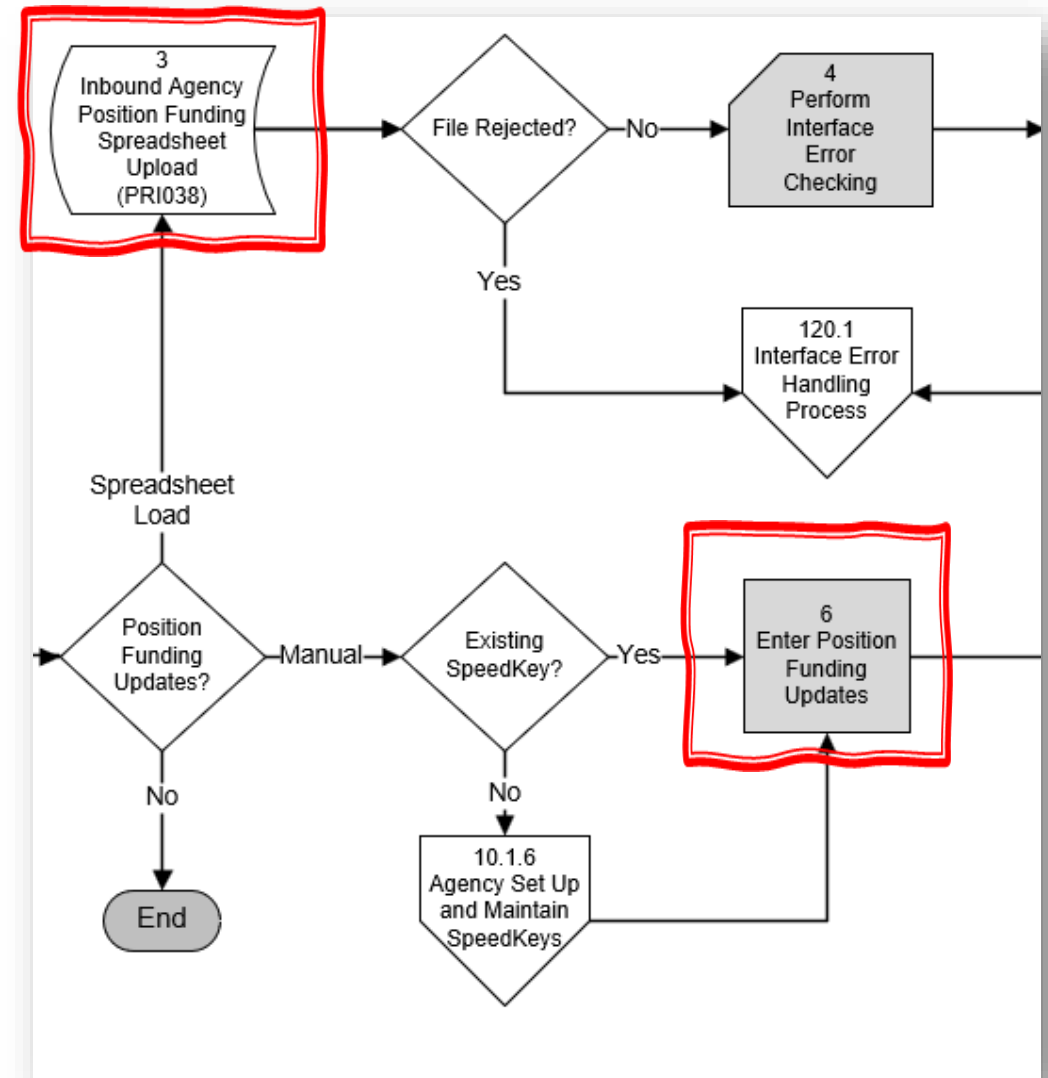 3
Inbound Agency
Position Funding
Spreadsheet
Upload
(PRI038)
File Rejected?
No
4
Perform
Interface
Error
Checking
Yes
120.1
Interface Error
Handling
Process
Spreadsheet
Load
Position
Funding
Updates?
Manual
Existing
SpeedKey?
Yes
6
Enter Position
Funding
Updates
No
End
No
10.1.6
Agency Set Up
and Maintain
SpeedKeys